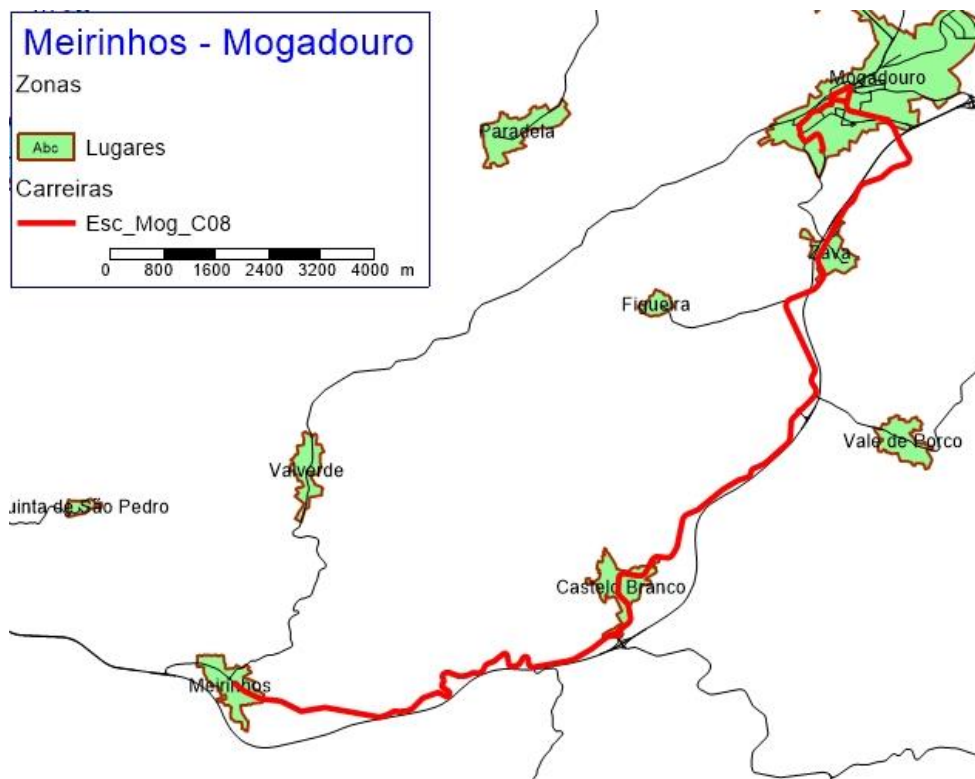 Meirinhos - Mogadouro
Zonas
Abc Lugares
Carreiras
Esc_Mog_C08
0 800 1600 2400 3200 4000 m
Mogadouro
Paradela
Zava
Figueira
Vale de Porco
Valverde
uinta de São Pedro
Castelo Branco
Meirinhos